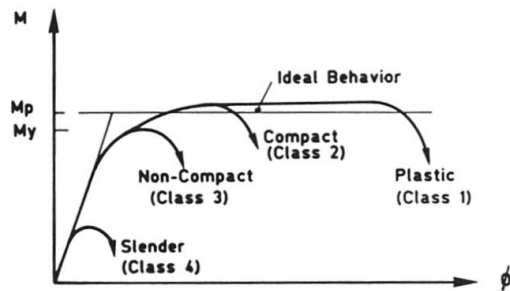 M
Ideal Behavior
Mp
My
Compact
(Class 2)
Non-Compact
(Class 3)
Plastic
(Class 1)
Slender
(Class 4)
ϕ